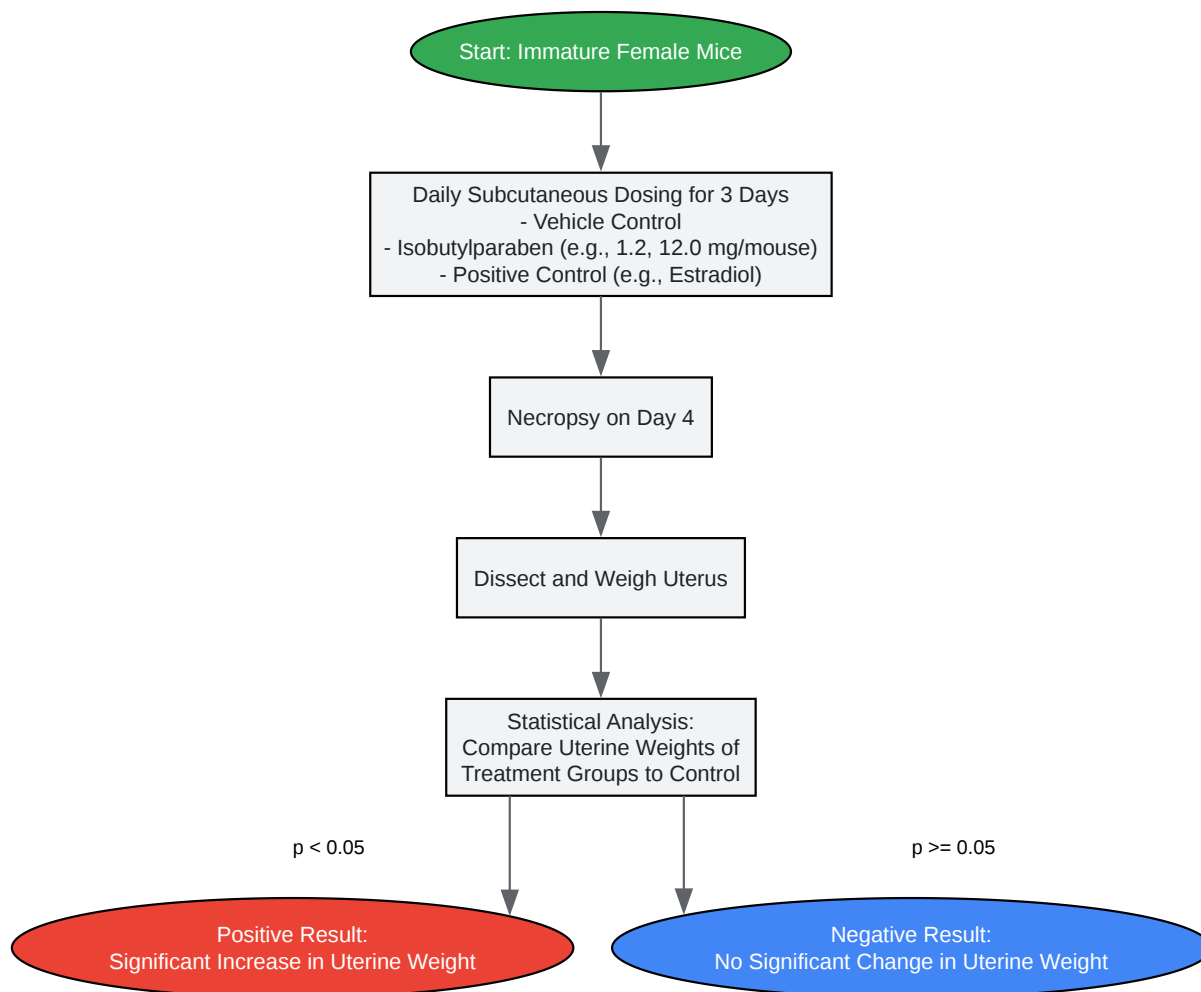 Start: Immature Female Mice
Daily Subcutaneous Dosing for 3 Days
- Vehicle Control
- Isobutylparaben (e.g., 1.2, 12.0 mg/mouse)
- Positive Control (e.g., Estradiol)
Necropsy on Day 4
Dissect and Weigh Uterus
Statistical Analysis:
Compare Uterine Weights of
Treatment Groups to Control
p < 0.05
p >= 0.05
Positive Result:
Significant Increase in Uterine Weight
Negative Result:
No Significant Change in Uterine Weight